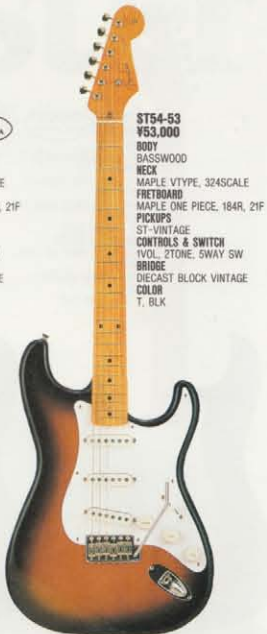 ST54-53
¥53,000
BODY
BASSWOOD
NECK
MAPLE VTYPE, 324SCALE
FRETBOARD
MAPLE ONE PIECE, 184R, 21F
PICKUPS
ST-VINTAGE
CONTROLS & SWITCH
1VOL, 2TONE, 5WAY SW
BRIDGE
DIECAST BLOCK VINTAGE
COLOR
T, BLK
, 21F